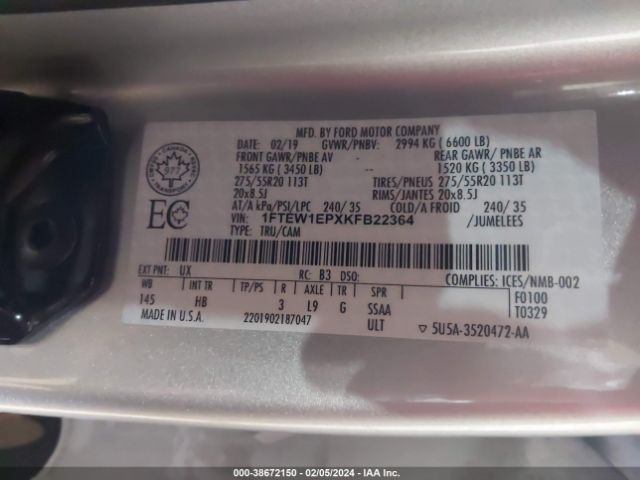 MFD. BY FORD MOTOR COMPANY
DATE: 02/19 GVWR/PNBV: 2994 KG ( 6600 LB)
FRONT GAWR/PNBE AV REAR GAWR/ PNBE AR
1565 KG ( 3450 LB) 1520 KG ( 3350 LB)
275/55R20 113T TIRES/PNEUS 275/55R20 113T
20x8.5J RIMS/JANTES 20x8.5J
AT/A kPa/PSI/LPC 240/ 35 COLD/A FROID 240/ 35
VIN: 1FTEW1EPXKFB22364 /JUMELEES
TYPE: TRU/CAM
CANADA
977
TRANSPORT
EC
EXT PNT: UX RC: B3 DSO: COMPLIES: ICES/NMB-002
WB INT TR TP/PS R AXLE TR SPR F0100
145 HB 3 L9 G SSAA T0329
MADE IN U.S.A. 2201902187047 ULT ▽ 5U5A-3520472-AA
000-38672150 - 02/05/2024 - IAA Buyer Services